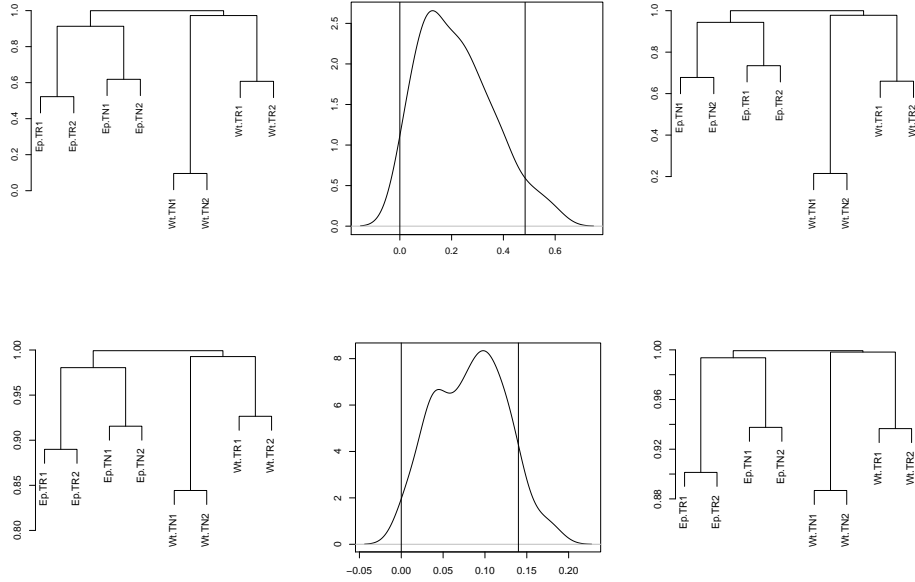 1.0
0.8
0.6
0.4
0.2
0.0
Ep.TR1
Ep.TR2
Ep.TN1
Ep.TN2
Wt.TN1
Wt.TN2
Wt.TR1
Wt.TR2
2.5
2.0
1.5
1.0
0.5
0.0
0.0 0.2 0.4 0.6
1.0
0.8
0.6
0.4
0.2
Ep.TN1
Ep.TN2
Ep.TR1
Ep.TR2
Wt.TN1
Wt.TN2
Wt.TR1
Wt.TR2
1.00
0.95
0.90
0.85
0.80
Ep.TR1
Ep.TR2
Ep.TN1
Ep.TN2
Wt.TN1
Wt.TN2
Wt.TR1
Wt.TR2
8
6
4
2
0
−0.05 0.00 0.05 0.10 0.15 0.20
1.00
0.96
0.92
0.88
Ep.TR1
Ep.TR2
Ep.TN1
Ep.TN2
Wt.TN1
Wt.TN2
Wt.TR1
Wt.TR2